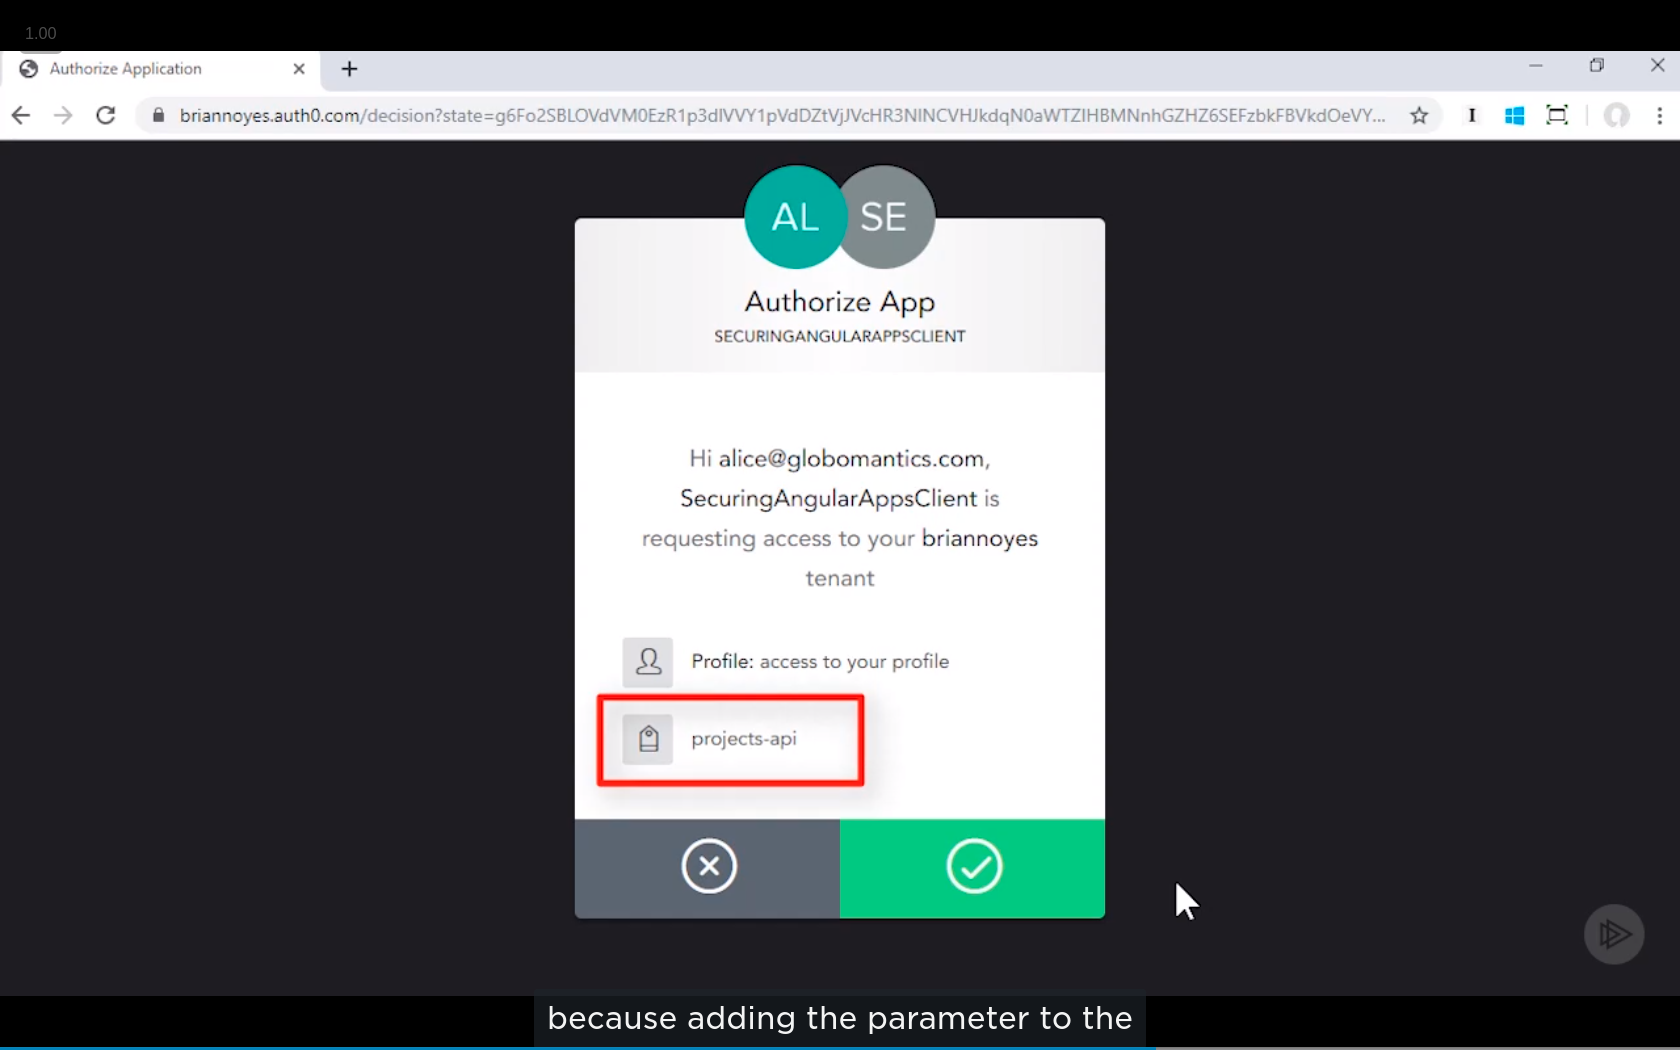 1.00
Authorize Application
briannoyes.auth0.com/decision?state=g6Fo2SBLOVdVM0EzR1p3dlVVY1pVdDZtVjJVcHR3NlNCVHJkdqN0aWTZIHBMNnhGZHZ6SEFzbkFBVkdOeVY...
AL SE
Authorize App
SECURINGANGULARAPPSCLIENT
Hi alice@globomantics.com,
SecuringAngularAppsClient is
requesting access to your briannoyes
tenant
Profile: access to your profile
projects-api
because adding the parameter to the